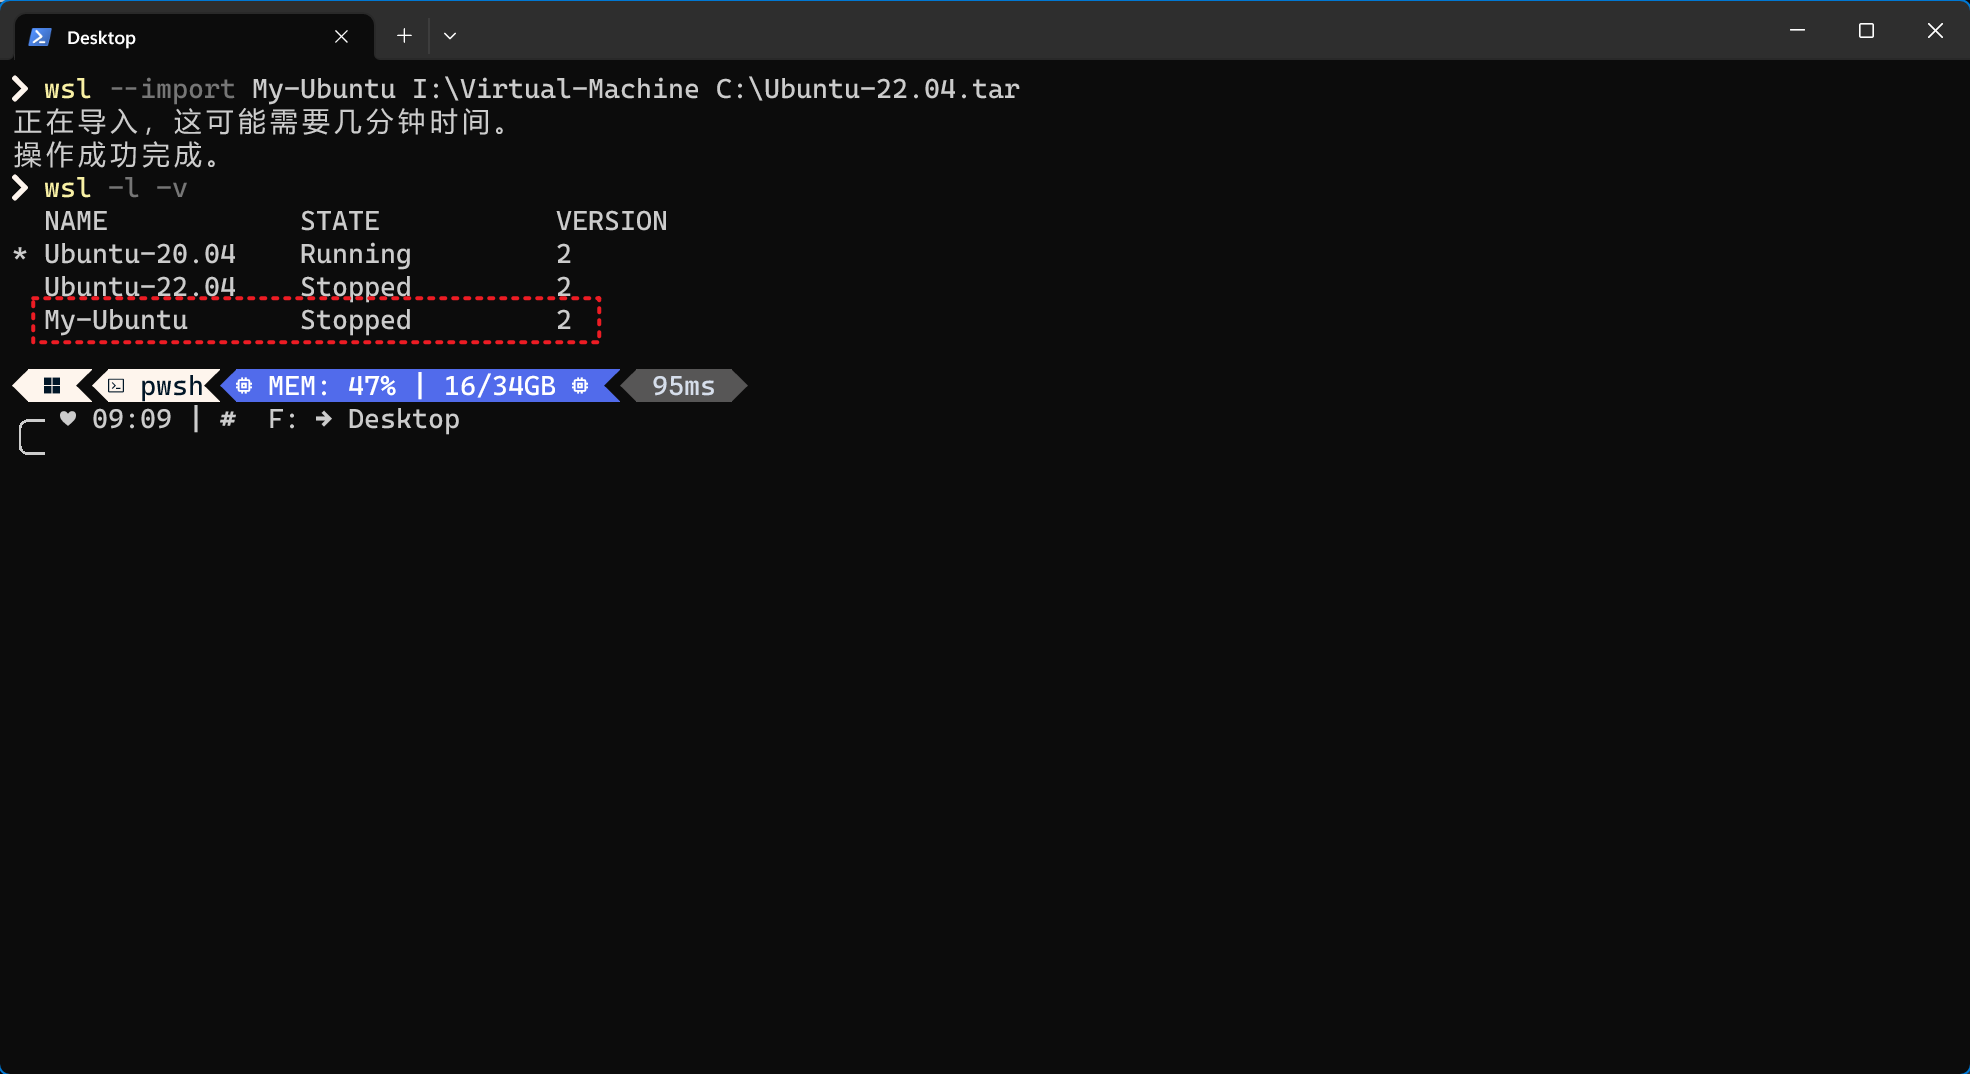 Desktop
❯ wsl --import My-Ubuntu I:\Virtual-Machine C:\Ubuntu-22.04.tar
正在导入，这可能需要几分钟时间。
操作成功完成。
❯ wsl -l -v
NAME STATE VERSION
* Ubuntu-20.04 Running 2
Ubuntu-22.04 Stopped 2
My-Ubuntu Stopped 2
pwsh MEM: 47% | 16/34GB 95ms
♥ 09:09 | # F: → Desktop